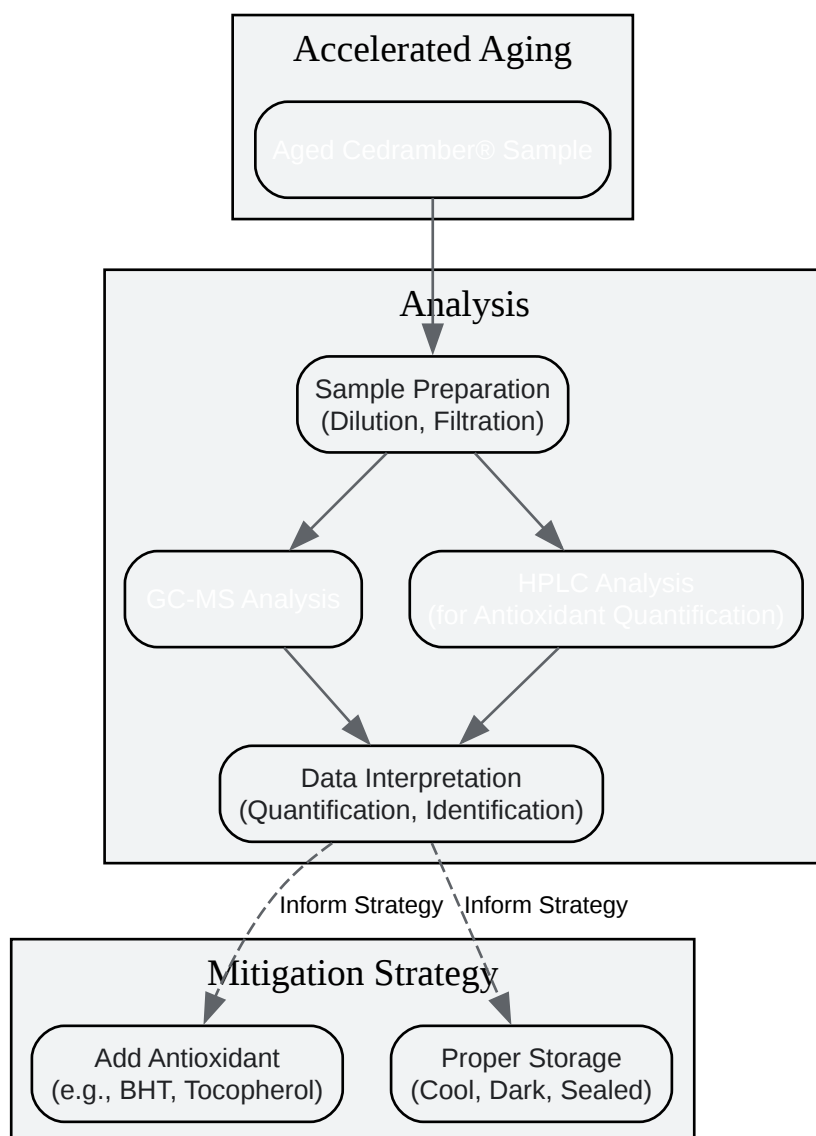 Accelerated Aging
Aged Cedramber® Sample
Analysis
Sample Preparation
(Dilution, Filtration)
GC-MS Analysis
HPLC Analysis
(for Antioxidant Quantification)
Data Interpretation
(Quantification, Identification)
Inform Strategy
Inform Strategy
Mitigation Strategy
Add Antioxidant
(e.g., BHT, Tocopherol)
Proper Storage
(Cool, Dark, Sealed)